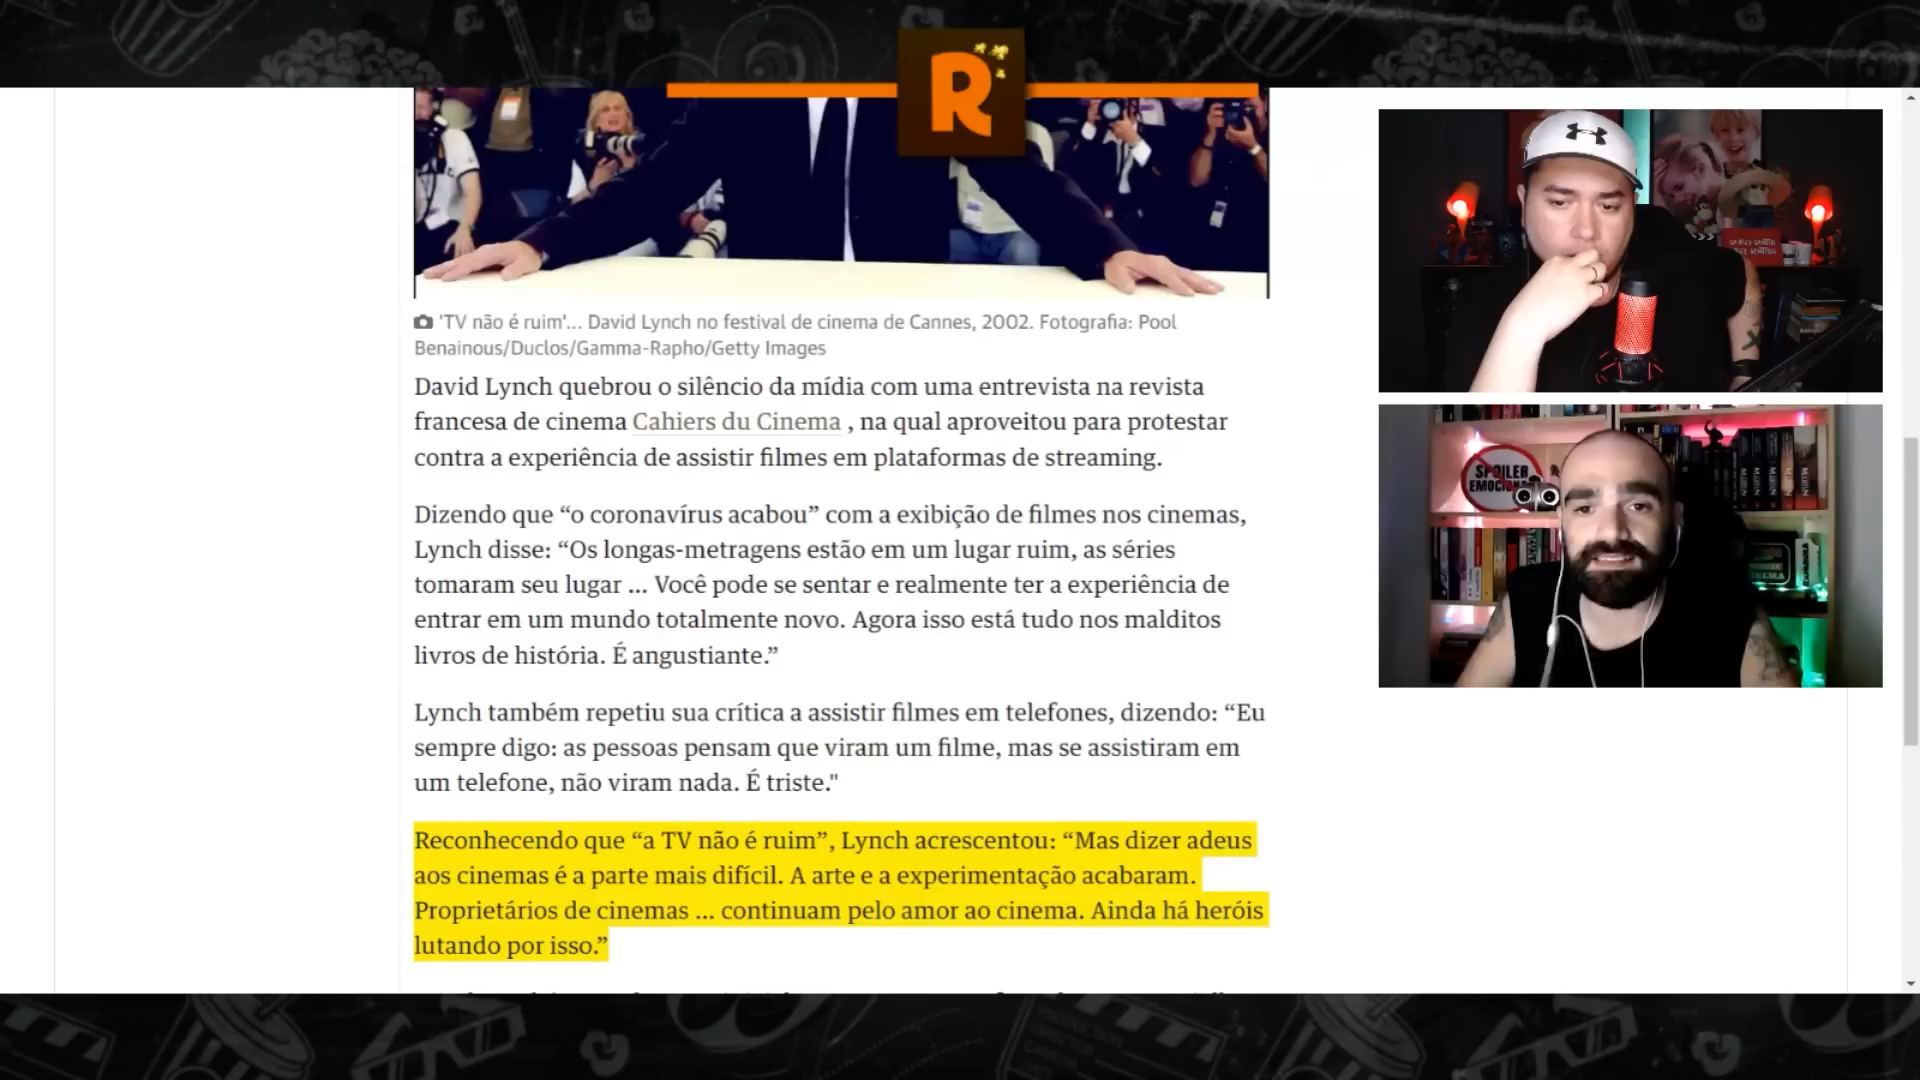 R
'TV não é ruim'... David Lynch no festival de cinema de Cannes, 2002. Fotografia: Pool
Benainous/Duclos/Gamma-Rapho/Getty Images
David Lynch quebrou o silêncio da mídia com uma entrevista na revista
francesa de cinema Cahiers du Cinema , na qual aproveitou para protestar
contra a experiência de assistir filmes em plataformas de streaming.
Dizendo que “o coronavírus acabou” com a exibição de filmes nos cinemas,
Lynch disse: “Os longas-metragens estão em um lugar ruim, as séries
tomaram seu lugar ... Você pode se sentar e realmente ter a experiência de
entrar em um mundo totalmente novo. Agora isso está tudo nos malditos
livros de história. É angustiante.”
Lynch também repetiu sua crítica a assistir filmes em telefones, dizendo: “Eu
sempre digo: as pessoas pensam que viram um filme, mas se assistiram em
um telefone, não viram nada. É triste."
Reconhecendo que “a TV não é ruim”, Lynch acrescentou: “Mas dizer adeus
aos cinemas é a parte mais difícil. A arte e a experimentação acabaram.
Proprietários de cinemas ... continuam pelo amor ao cinema. Ainda há heróis
lutando por isso.”
SPOILER